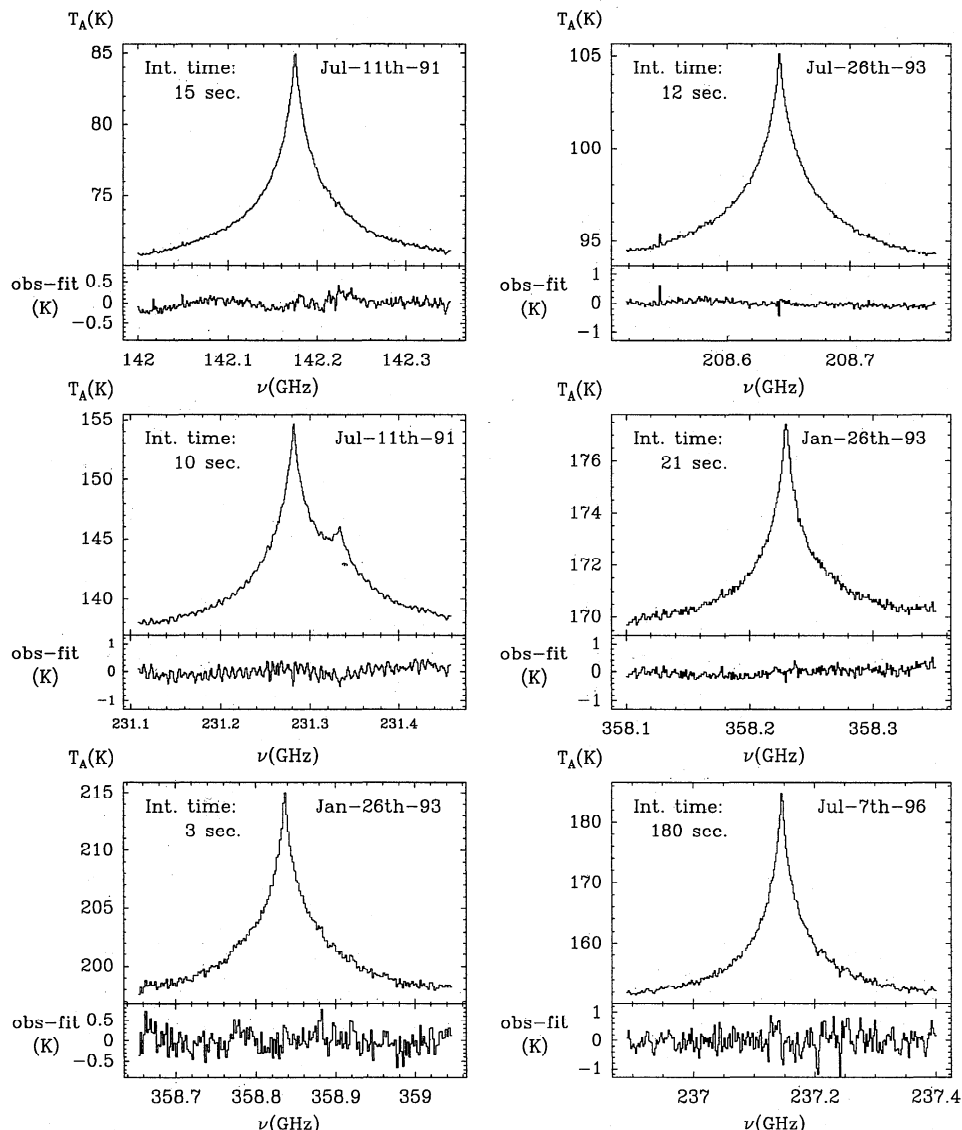 T_A(K)
Int. time: 15 sec.
Jul-11th-91
85
80
75
obs-fit (K)
0.5
0
-0.5
142 142.1 142.2 142.3
ν(GHz)
T_A(K)
Int. time: 12 sec.
Jul-26th-93
105
100
95
obs-fit (K)
1
0
-1
208.6 208.7
ν(GHz)
T_A(K)
Int. time: 10 sec.
Jul-11th-91
155
150
145
140
obs-fit (K)
1
0
-1
231.1 231.2 231.3 231.4
ν(GHz)
T_A(K)
Int. time: 21 sec.
Jan-26th-93
176
174
172
170
obs-fit (K)
1
0
-1
358.1 358.2 358.3
ν(GHz)
T_A(K)
Int. time: 3 sec.
Jan-26th-93
215
210
205
200
obs-fit (K)
0.5
0
-0.5
358.7 358.8 358.9 359
ν(GHz)
T_A(K)
Int. time: 180 sec.
Jul-7th-96
180
170
160
obs-fit (K)
1
0
-1
237 237.2 237.4
ν(GHz)